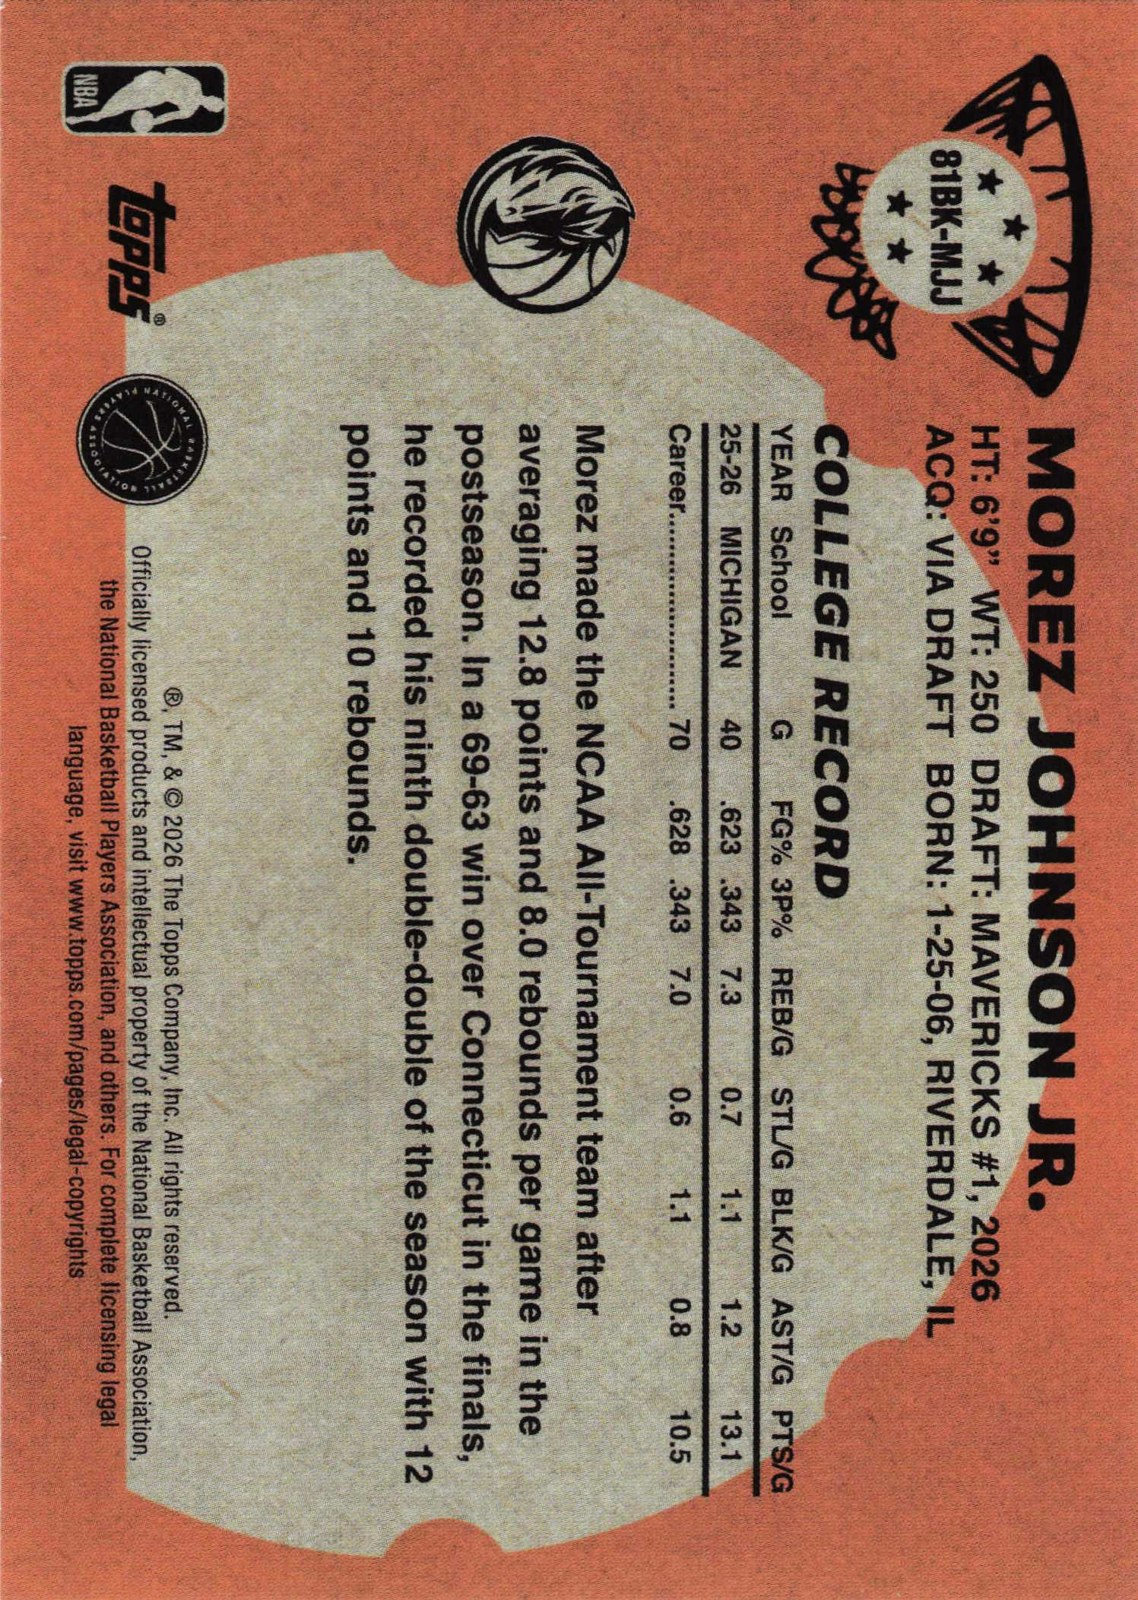 81BK-MJJ
MOREZ JOHNSON JR.
HT: 6'9" WT: 250 DRAFT: MAVERICKS #1, 2026
ACQ: VIA DRAFT BORN: 1-25-06, RIVERDALE, IL
COLLEGE RECORD
YEAR School G FG% 3P% REB/G STL/G BLK/G AST/G PTS/G
25-26 MICHIGAN 40 .623 .343 7.3 0.7 1.1 1.2 13.1
Career........................ 70 .628 .343 7.0 0.6 1.1 0.8 10.5
Morez made the NCAA All-Tournament team after
averaging 12.8 points and 8.0 rebounds per game in the
postseason. In a 69-63 win over Connecticut in the finals,
he recorded his ninth double-double of the season with 12
points and 10 rebounds.
NBA
Topps®
NATIONAL BASKETBALL PLAYERS ASSOCIATION
®, TM, & © 2026 The Topps Company, Inc. All rights reserved.
Officially licensed products and intellectual property of the National Basketball Association,
the National Basketball Players Association, and others. For complete licensing legal
language, visit www.topps.com/pages/legal-copyrights